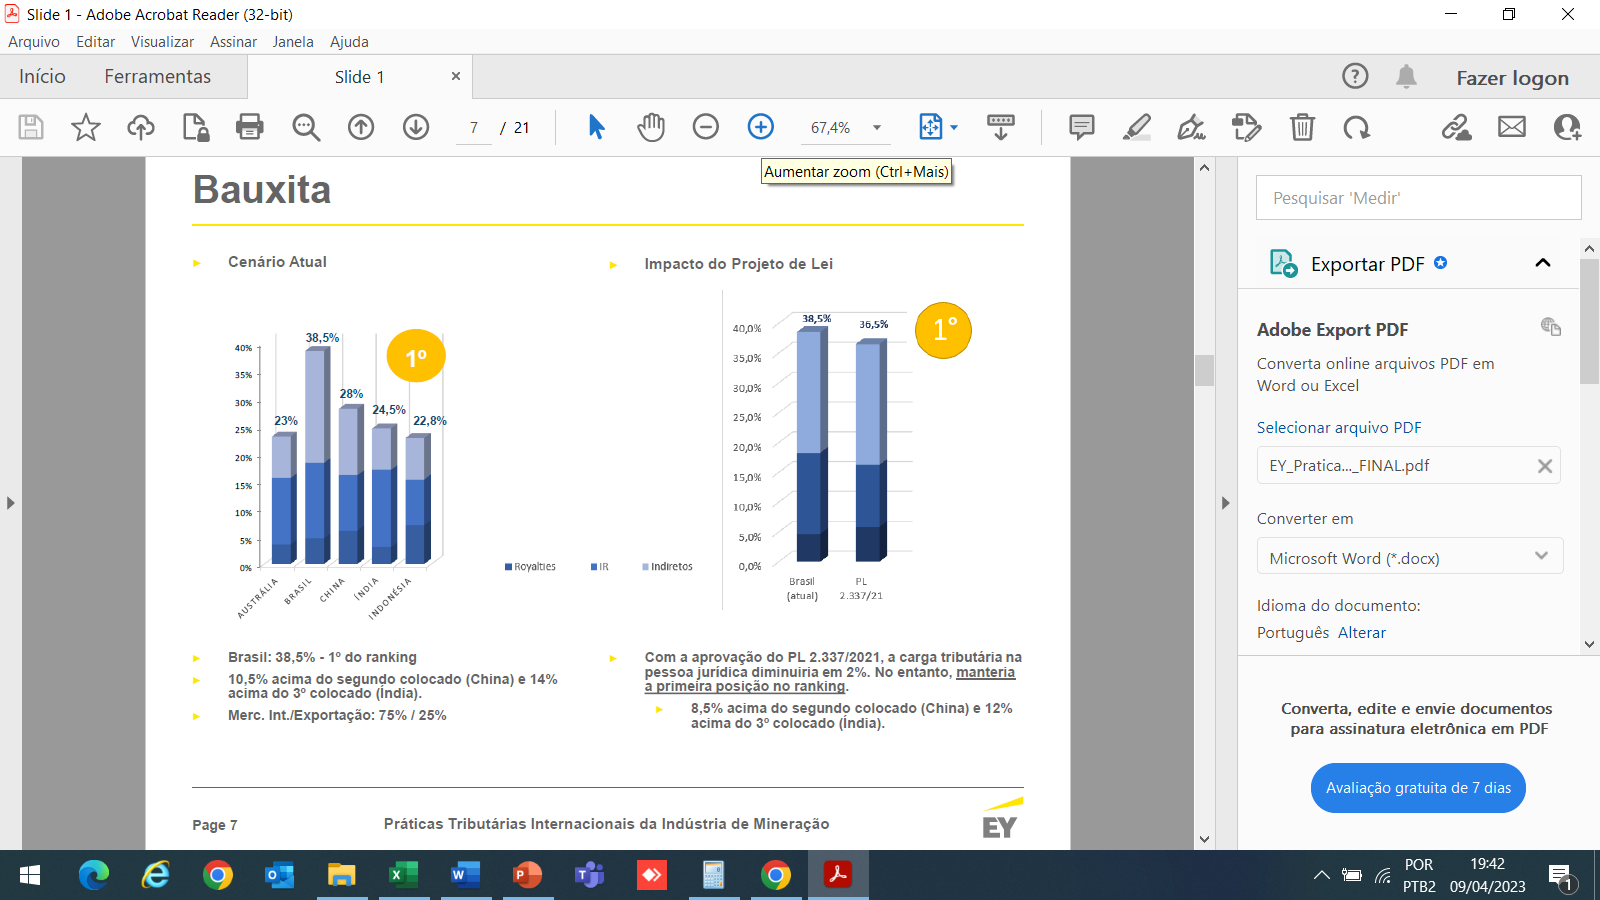 Slide 1 - Adobe Acrobat Reader (32-bit)
Arquivo Editar Visualizar Assinar Janela Ajuda
Início Ferramentas Slide 1 Fazer logon
7 / 21 67,4%
Aumentar zoom (Ctrl+Mais)
Bauxita
Cenário Atual
40%
35%
30%
25%
20%
15%
10%
5%
0%
23%
38,5%
28%
24,5%
22,8%
1º
AUSTRÁLIA
BRASIL
CHINA
ÍNDIA
INDONÉSIA
Royalties IR Indiretos
Brasil: 38,5% - 1º do ranking
10,5% acima do segundo colocado (China) e 14%
acima do 3º colocado (Índia).
Merc. Int./Exportação: 75% / 25%
Impacto do Projeto de Lei
40,0%
35,0%
30,0%
25,0%
20,0%
15,0%
10,0%
5,0%
0,0%
38,5%
36,5%
1°
Brasil
(atual)
PL
2.337/21
Com a aprovação do PL 2.337/2021, a carga tributária na
pessoa jurídica diminuiria em 2%. No entanto, manteria
a primeira posição no ranking.
8,5% acima do segundo colocado (China) e 12%
acima do 3º colocado (Índia).
Page 7
Práticas Tributárias Internacionais da Indústria de Mineração
EY
Pesquisar 'Medir'
Exportar PDF
Adobe Export PDF
Converta online arquivos PDF em
Word ou Excel
Selecionar arquivo PDF
EY_Pratica..._FINAL.pdf
Converter em
Microsoft Word (*.docx)
Idioma do documento:
Português Alterar
Converta, edite e envie documentos
para assinatura eletrônica em PDF
Avaliação gratuita de 7 dias
POR
PTB2
19:42
09/04/2023
1